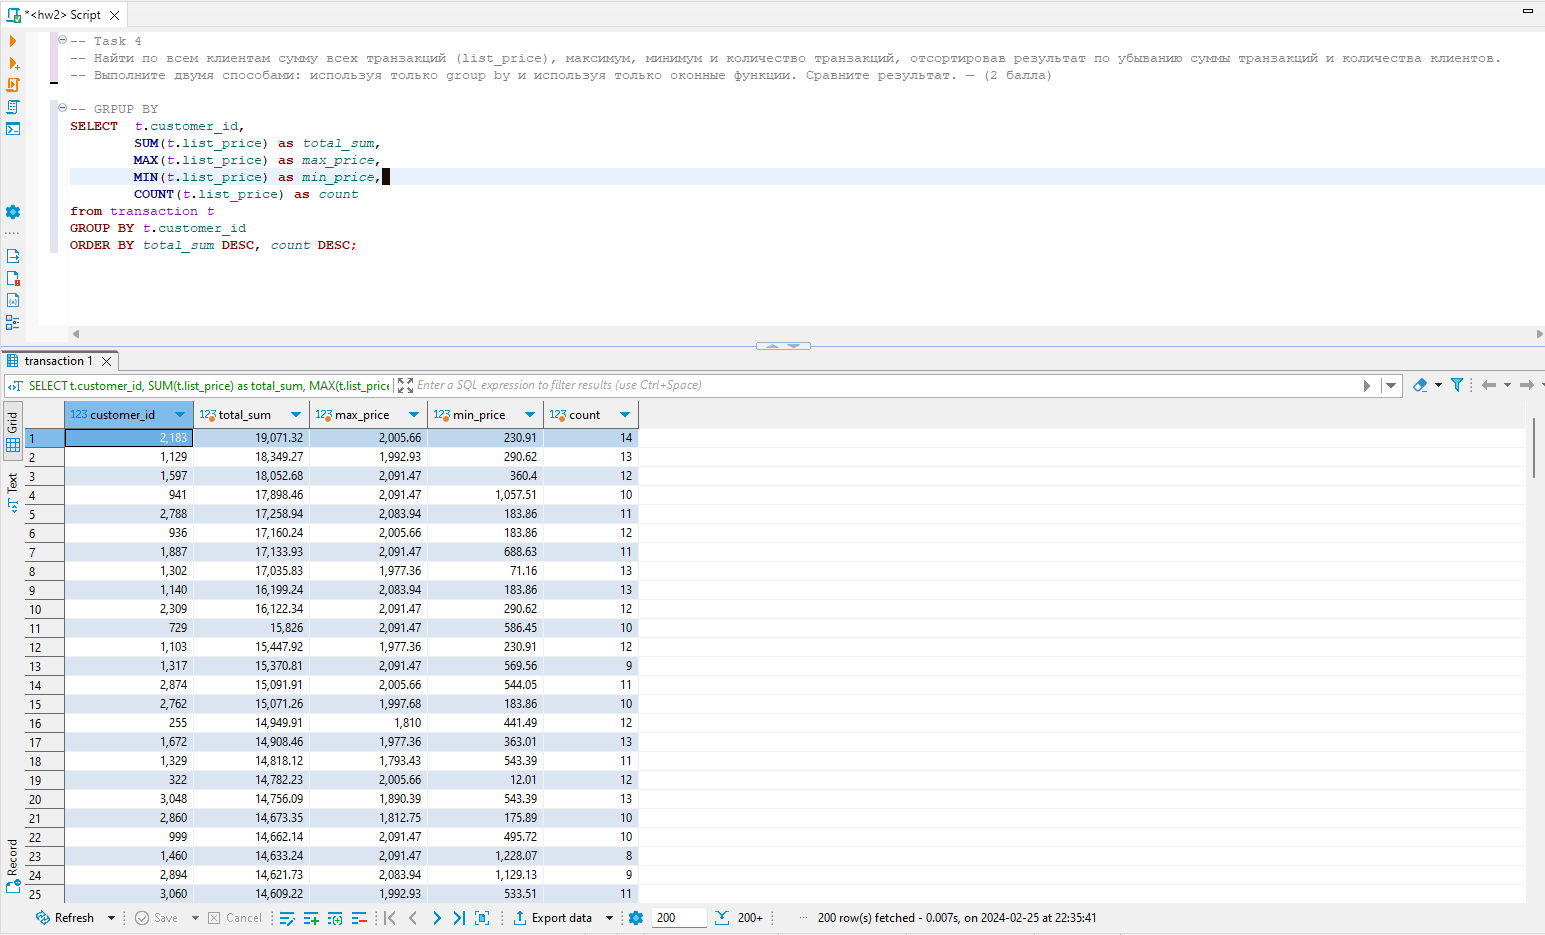 *<hw2> Script
-- Task 4
-- Найти по всем клиентам сумму всех транзакций (list_price), максимум, минимум и количество транзакций, отсортировав результат по убыванию суммы транзакций и количества клиентов.
-- Выполните двумя способами: используя только group by и используя только оконные функции. Сравните результат. — (2 балла)
-- GRPUP BY
SELECT t.customer_id,
SUM(t.list_price) as total_sum,
MAX(t.list_price) as max_price,
MIN(t.list_price) as min_price,
COUNT(t.list_price) as count
from transaction t
GROUP BY t.customer_id
ORDER BY total_sum DESC, count DESC;
transaction 1
SELECT t.customer_id, SUM(t.list_price) as total_sum, MAX(t.list_price Enter a SQL expression to filter results (use Ctrl+Space)
Grid
Text
Record
123 customer_id 123 total_sum 123 max_price 123 min_price 123 count
1 2,183 19,071.32 2,005.66 230.91 14
2 1,129 18,349.27 1,992.93 290.62 13
3 1,597 18,052.68 2,091.47 360.4 12
4 941 17,898.46 2,091.47 1,057.51 10
5 2,788 17,258.94 2,083.94 183.86 11
6 936 17,160.24 2,005.66 183.86 12
7 1,887 17,133.93 2,091.47 688.63 11
8 1,302 17,035.83 1,977.36 71.16 13
9 1,140 16,199.24 2,083.94 183.86 13
10 2,309 16,122.34 2,091.47 290.62 12
11 729 15,826 2,091.47 586.45 10
12 1,103 15,447.92 1,977.36 230.91 12
13 1,317 15,370.81 2,091.47 569.56 9
14 2,874 15,091.91 2,005.66 544.05 11
15 2,762 15,071.26 1,997.68 183.86 10
16 255 14,949.91 1,810 441.49 12
17 1,672 14,908.46 1,977.36 363.01 13
18 1,329 14,818.12 1,793.43 543.39 11
19 322 14,782.23 2,005.66 12.01 12
20 3,048 14,756.09 1,890.39 543.39 13
21 2,860 14,673.35 1,812.75 175.89 10
22 999 14,662.14 2,091.47 495.72 10
23 1,460 14,633.24 2,091.47 1,228.07 8
24 2,894 14,621.73 2,083.94 1,129.13 9
25 3,060 14,609.22 1,992.93 533.51 11
Refresh Save Cancel Export data 200 200+ 200 row(s) fetched - 0.007s, on 2024-02-25 at 22:35:41